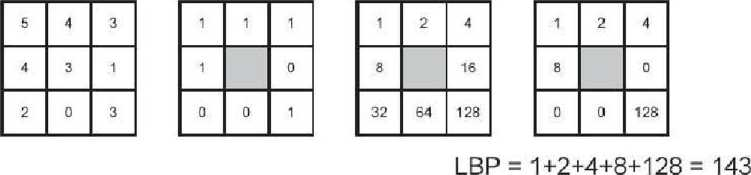 5 4 3 1 1 1 1 2 4 1 2 4
4 3 1 1 0 8 16 8 0
2 0 3 0 0 1 32 64 128 0 0 128
LBP = 1+2+4+8+128 = 143